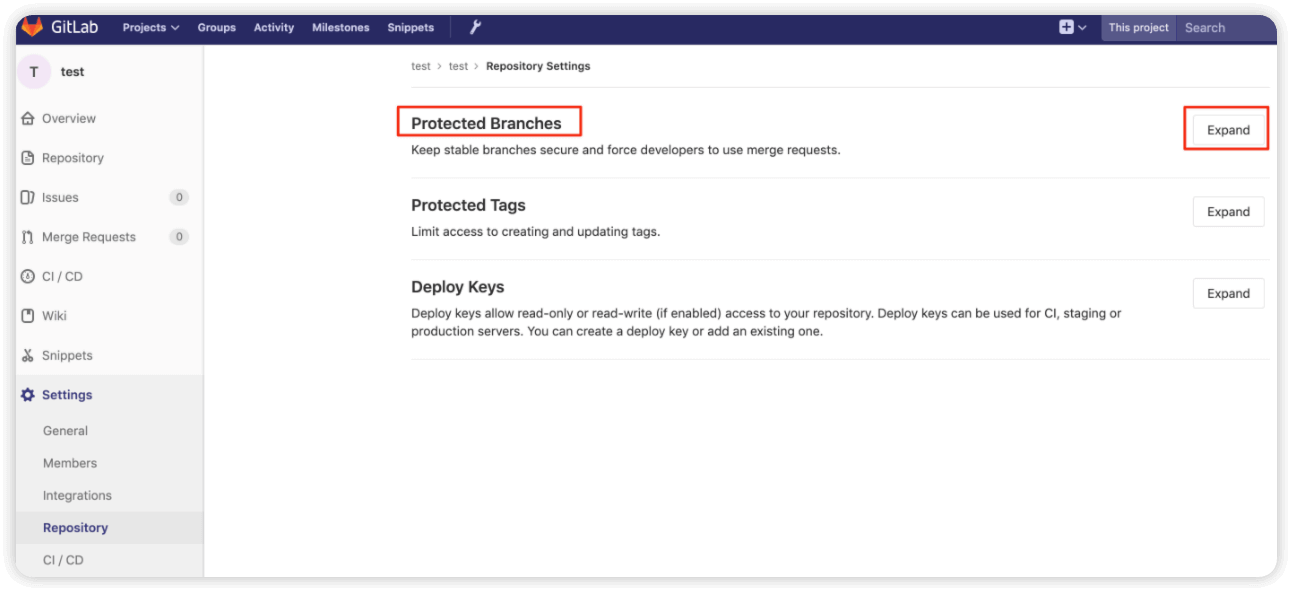 GitLab Projects Groups Activity Milestones Snippets This project Search
T test
Overview
Repository
Issues 0
Merge Requests 0
CI / CD
Wiki
Snippets
Settings
General
Members
Integrations
Repository
CI / CD
test > test > Repository Settings
Protected Branches
Expand
Keep stable branches secure and force developers to use merge requests.
Protected Tags
Expand
Limit access to creating and updating tags.
Deploy Keys
Expand
Deploy keys allow read-only or read-write (if enabled) access to your repository. Deploy keys can be used for CI, staging or
production servers. You can create a deploy key or add an existing one.